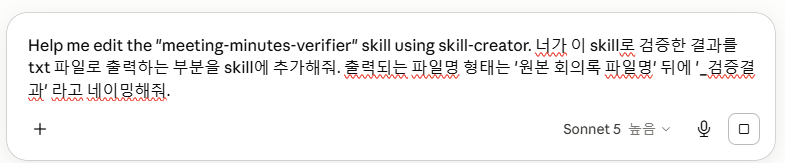 Help me edit the "meeting-minutes-verifier" skill using skill-creator. 너가 이 skill로 검증한 결과를
txt 파일로 출력하는 부분을 skill에 추가해줘. 출력되는 파일명 형태는 '원본 회의록 파일명' 뒤에 '_검증결
과' 라고 네이밍해줘.
Sonnet 5 높음